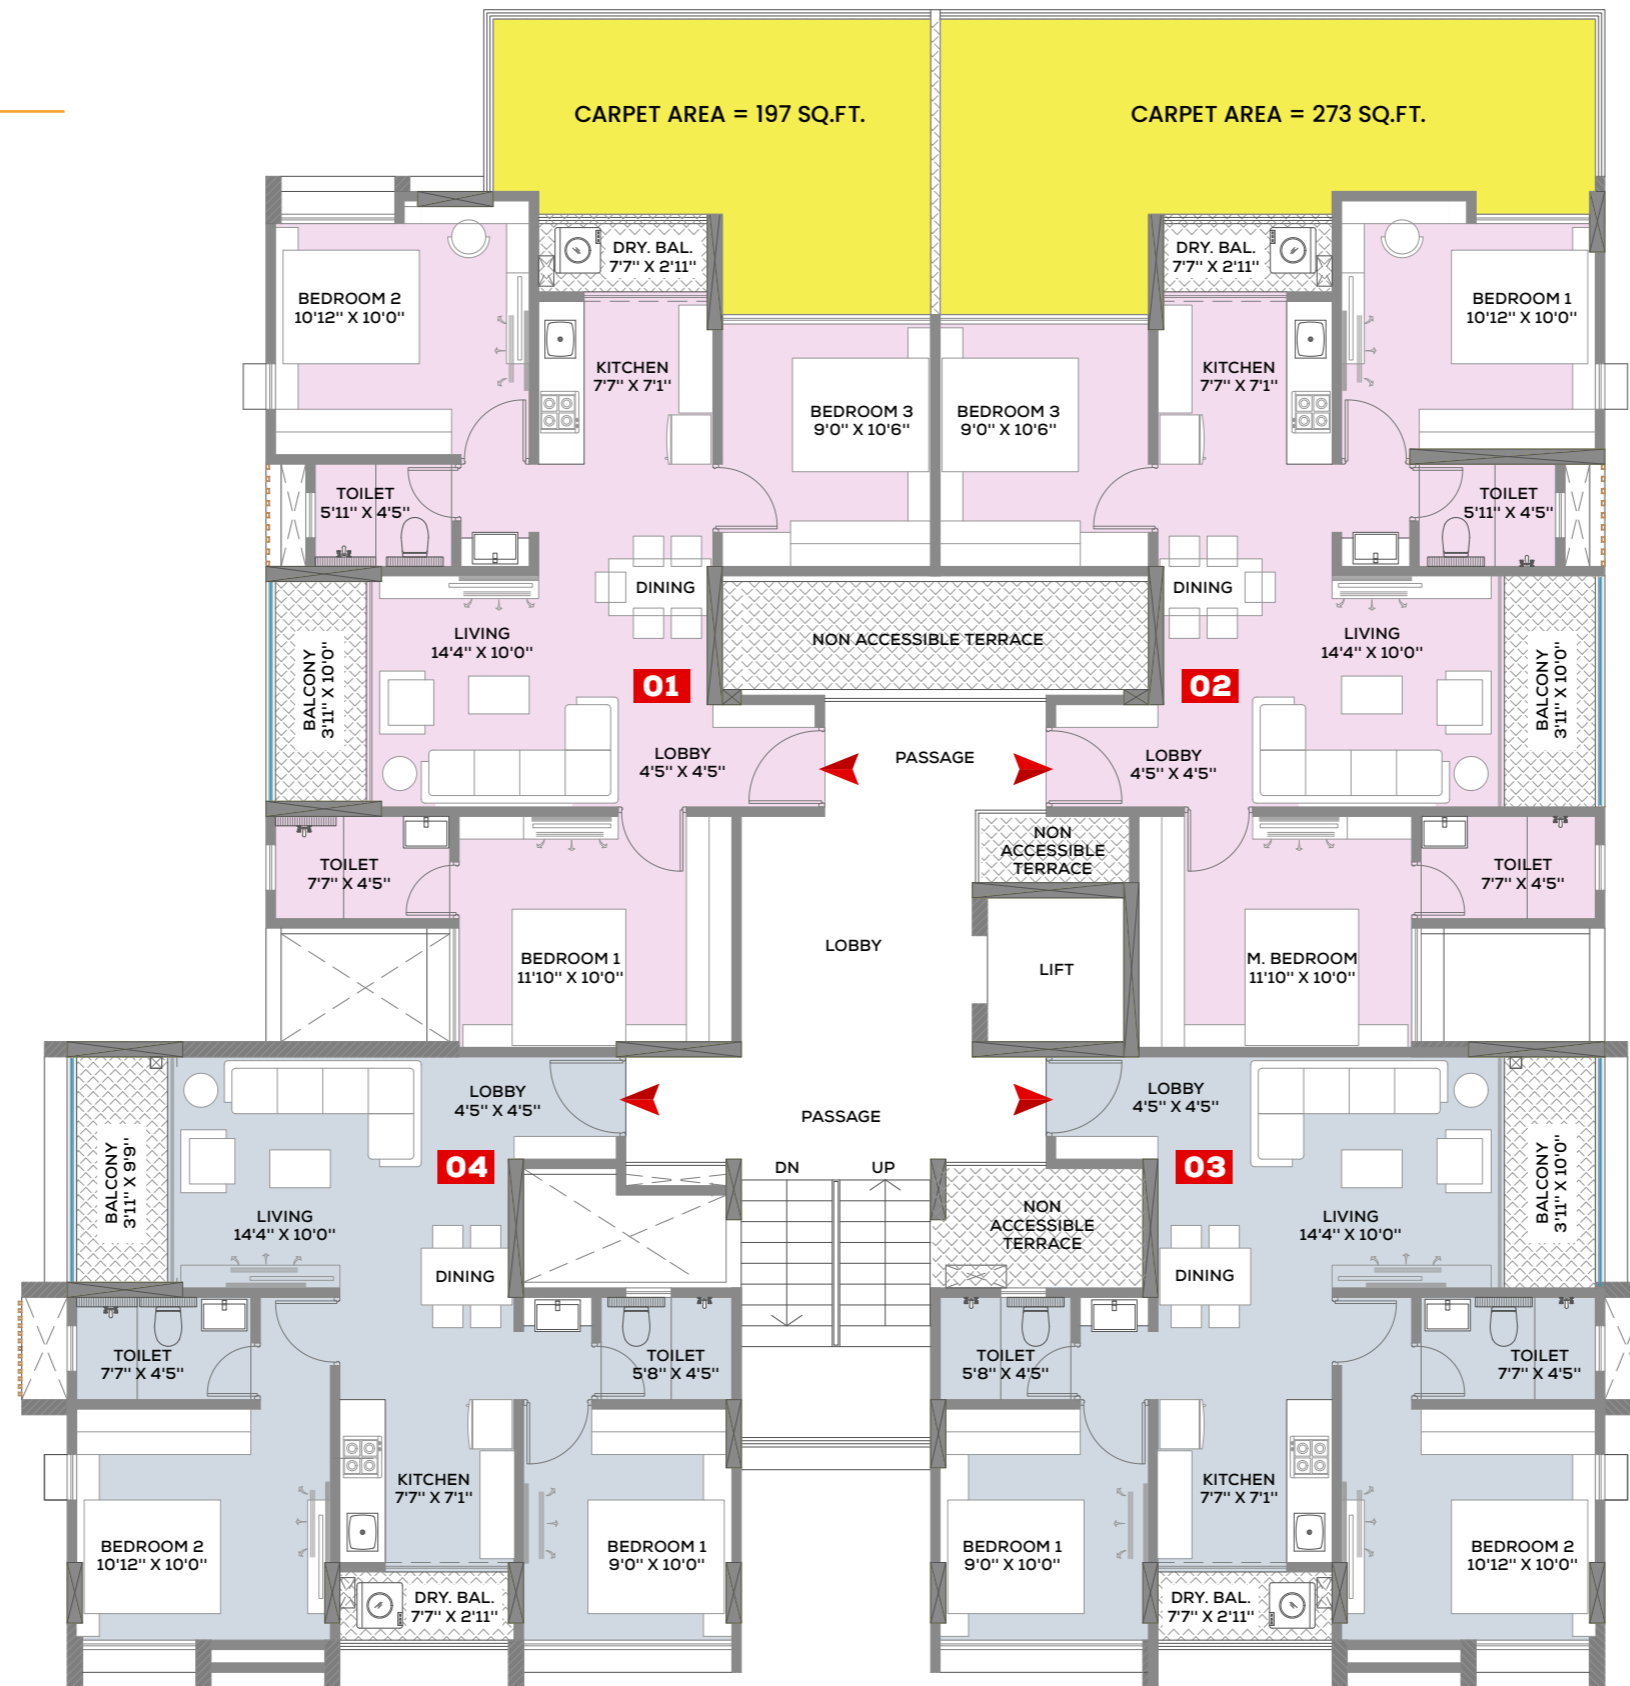 CARPET AREA = 197 SQ.FT.
CARPET AREA = 273 SQ.FT.
DRY. BAL.
7'7" X 2'11"
DRY. BAL.
7'7" X 2'11"
BEDROOM 2
10'12" X 10'0"
BEDROOM 1
10'12" X 10'0"
KITCHEN
7'7" X 7'1"
KITCHEN
7'7" X 7'1"
BEDROOM 3
9'0" X 10'6"
BEDROOM 3
9'0" X 10'6"
TOILET
5'11" X 4'5"
TOILET
5'11" X 4'5"
DINING
DINING
NON ACCESSIBLE TERRACE
LIVING
14'4" X 10'0"
LIVING
14'4" X 10'0"
BALCONY
3'11" X 10'0"
BALCONY
3'11" X 10'0"
01
02
LOBBY
4'5" X 4'5"
PASSAGE
LOBBY
4'5" X 4'5"
NON
ACCESSIBLE
TERRACE
TOILET
7'7" X 4'5"
TOILET
7'7" X 4'5"
LOBBY
LIFT
BEDROOM 1
11'10" X 10'0"
M. BEDROOM
11'10" X 10'0"
LOBBY
4'5" X 4'5"
PASSAGE
LOBBY
4'5" X 4'5"
04
03
DN
UP
BALCONY
3'11" X 9'9"
BALCONY
3'11" X 10'0"
LIVING
14'4" X 10'0"
NON
ACCESSIBLE
TERRACE
LIVING
14'4" X 10'0"
DINING
DINING
TOILET
7'7" X 4'5"
TOILET
5'8" X 4'5"
TOILET
5'8" X 4'5"
TOILET
7'7" X 4'5"
KITCHEN
7'7" X 7'1"
KITCHEN
7'7" X 7'1"
BEDROOM 2
10'12" X 10'0"
BEDROOM 1
9'0" X 10'0"
BEDROOM 1
9'0" X 10'0"
BEDROOM 2
10'12" X 10'0"
DRY. BAL.
7'7" X 2'11"
DRY. BAL.
7'7" X 2'11"